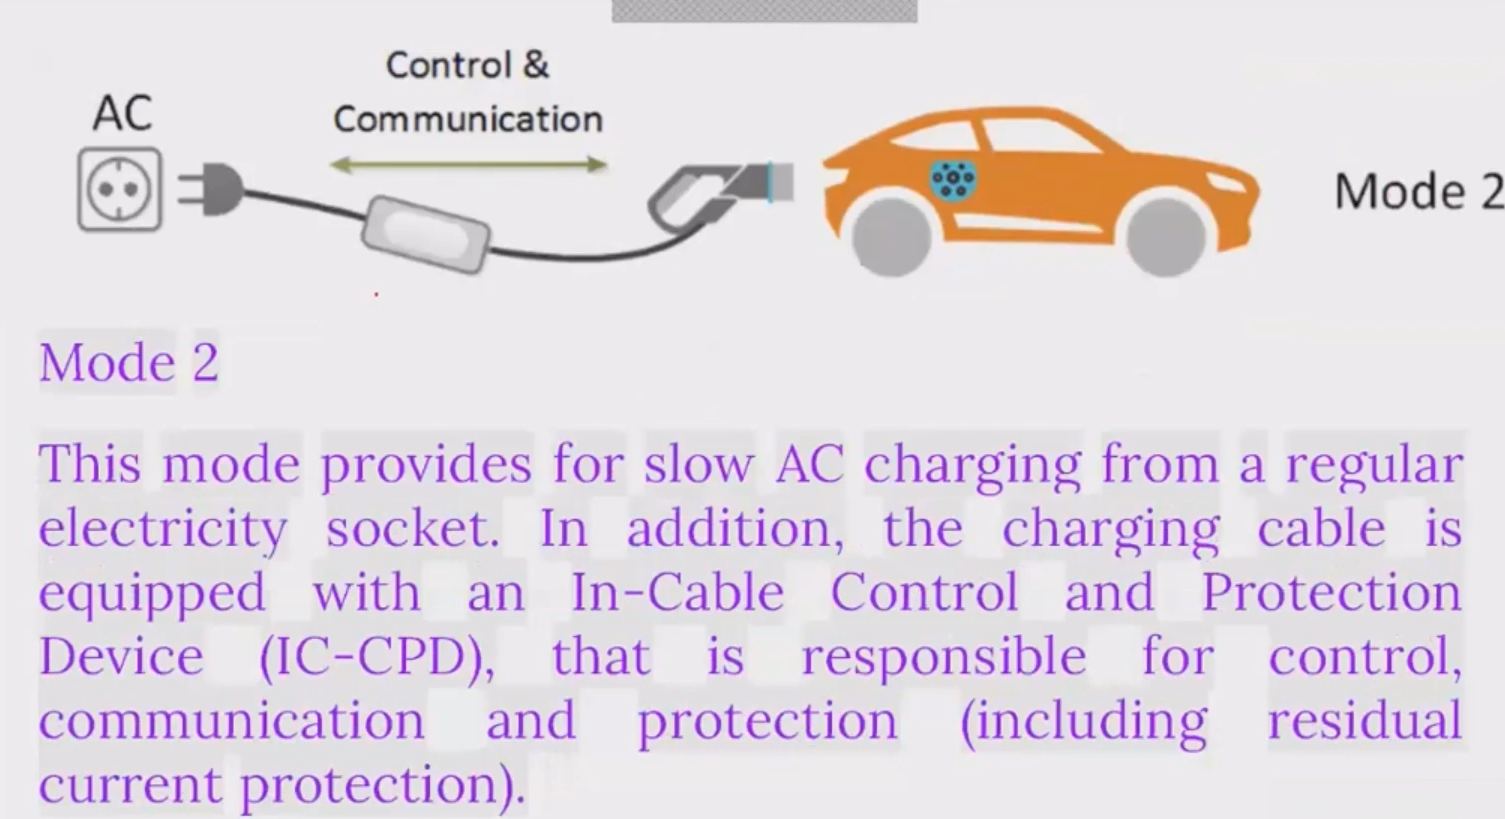 Control &
AC
Communication
Mode 2
Mode 2
This mode provides for slow AC charging from a regular
electricity socket. In addition, the charging cable is
equipped with an In-Cable Control and Protection
Device (IC-CPD), that is responsible for control,
communication and protection (including residual
current protection).